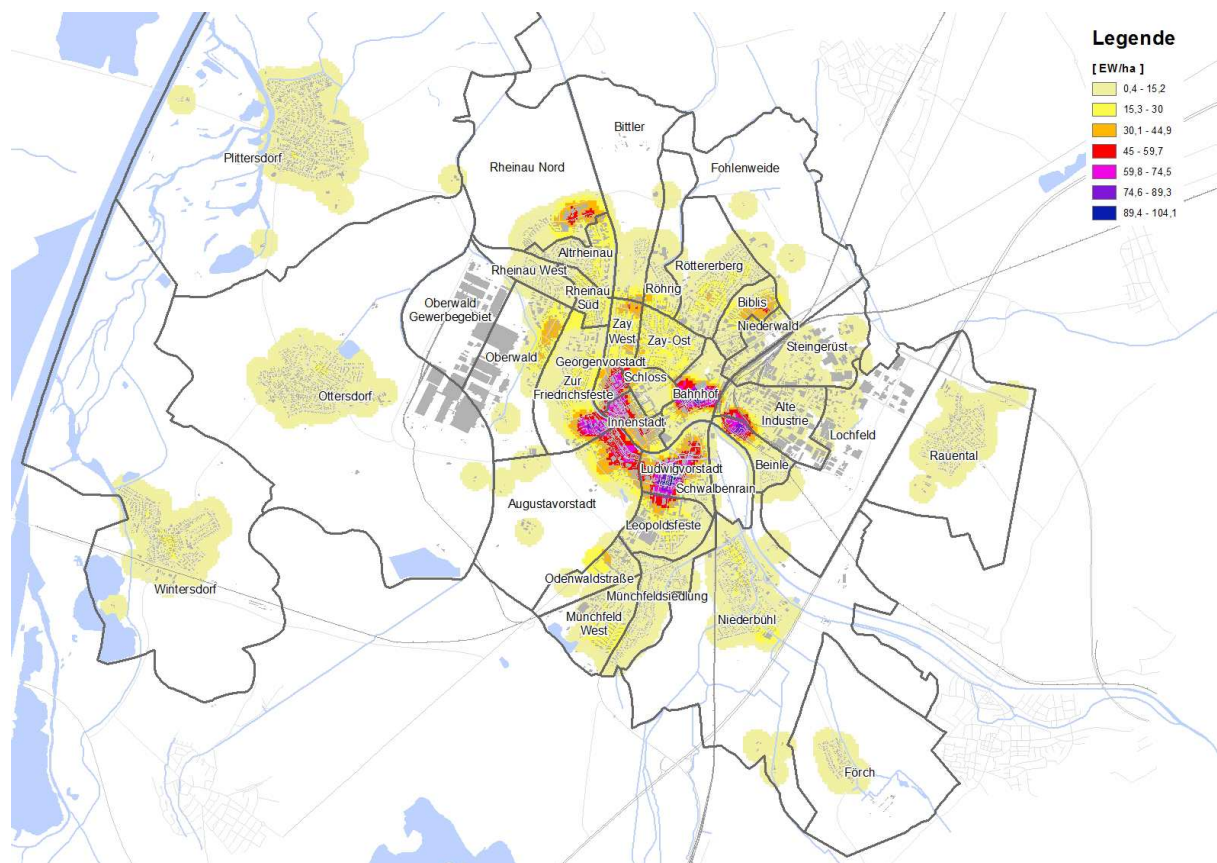 Legende
[ EW/ha ]
0,4 - 15,2
15,3 - 30
30,1 - 44,9
45 - 59,7
59,8 - 74,5
74,6 - 89,3
89,4 - 104,1
Bittler
Plittersdorf
Rheinau Nord
Fohlenweide
Altrheinau
Rheinau West
Röttererberg
Rheinau
Süd
Röhrig
Oberwald
Gewerbegebiet
Biblis
Niederwald
Zay
West
Zay-Ost
Steingerüst
Oberwald
Georgenvorstadt
Schloss
Zur
Friedrichsfeste
Bahnhof
Ottersdorf
Alte
Industrie
Innenstadt
Lochfeld
Rauental
Ludwigvorstadt
Beinle
Schwalbenrain
Augustavorstadt
Leopoldsfeste
Odenwaldstraße
Wintersdorf
Münchfeldsiedlung
Münchfeld
West
Niederbühl
Förch